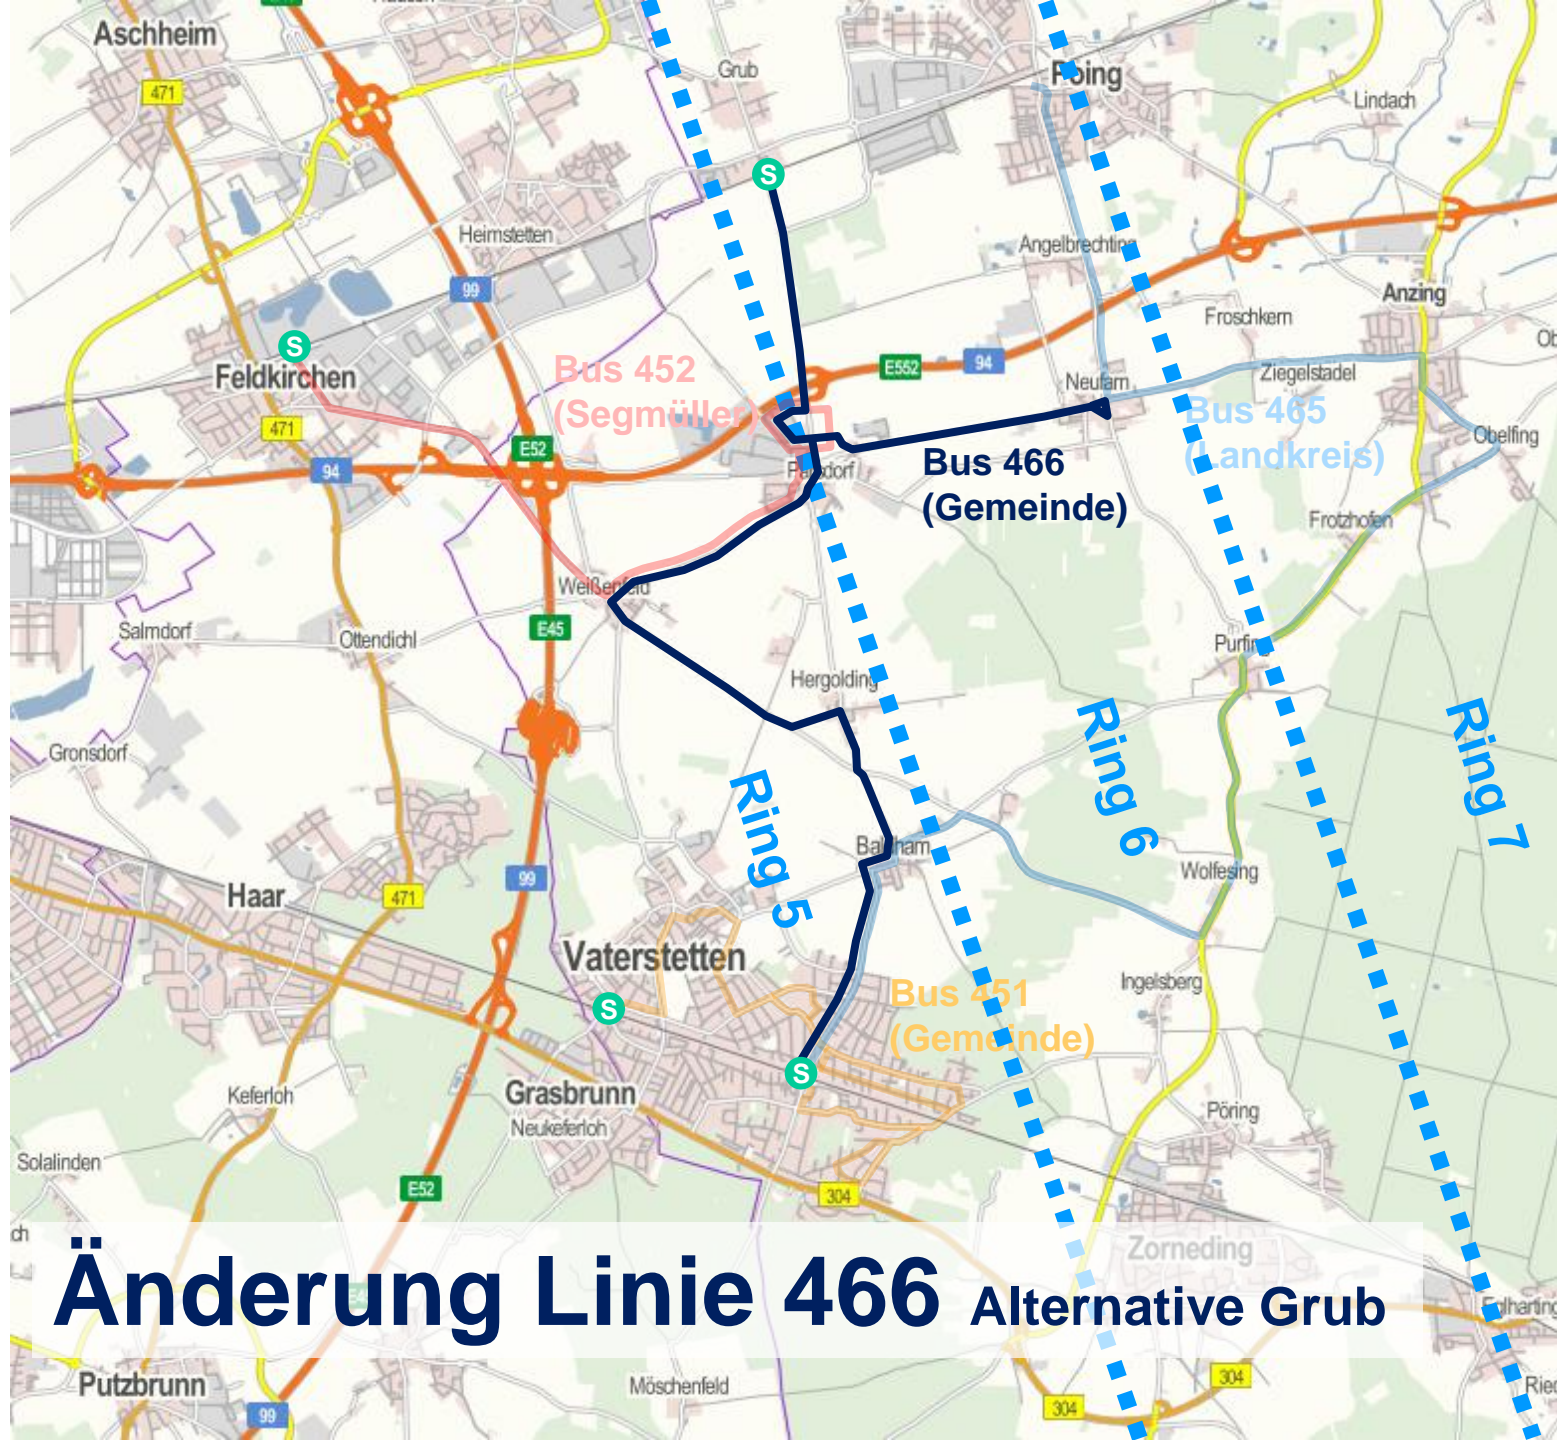 Aschheim
Grub
Poing
471
Lindach
S
Heimstetten
Angelbrechting
99
Anzing
Froschkern
S
Feldkirchen
Bus 452
(Segmüller)
E552
94
Neufarn
Ziegelstadel
Bus 465
(Landkreis)
471
E52
Obelfing
94
Parsdorf
Bus 466
(Gemeinde)
Frotzhofen
Weißenfeld
Salmdorf
Ottendichl
E45
Purfing
Hergolding
Gronsdorf
Ring 5
Ring 6
Ring 7
Baldham
Wolfesing
99
Haar
471
Vaterstetten
Ingelsberg
S
Bus 451
(Gemeinde)
S
Keferloh
Grasbrunn
Neukeferloh
Pöring
Solalinden
E52
304
ch
Zorneding
Änderung Linie 466 Alternative Grub
Putzbrunn
Möschenfeld
304
304
99